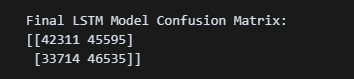 Final LSTM Model Confusion Matrix:
[[42311 45595]
 [33714 46535]]